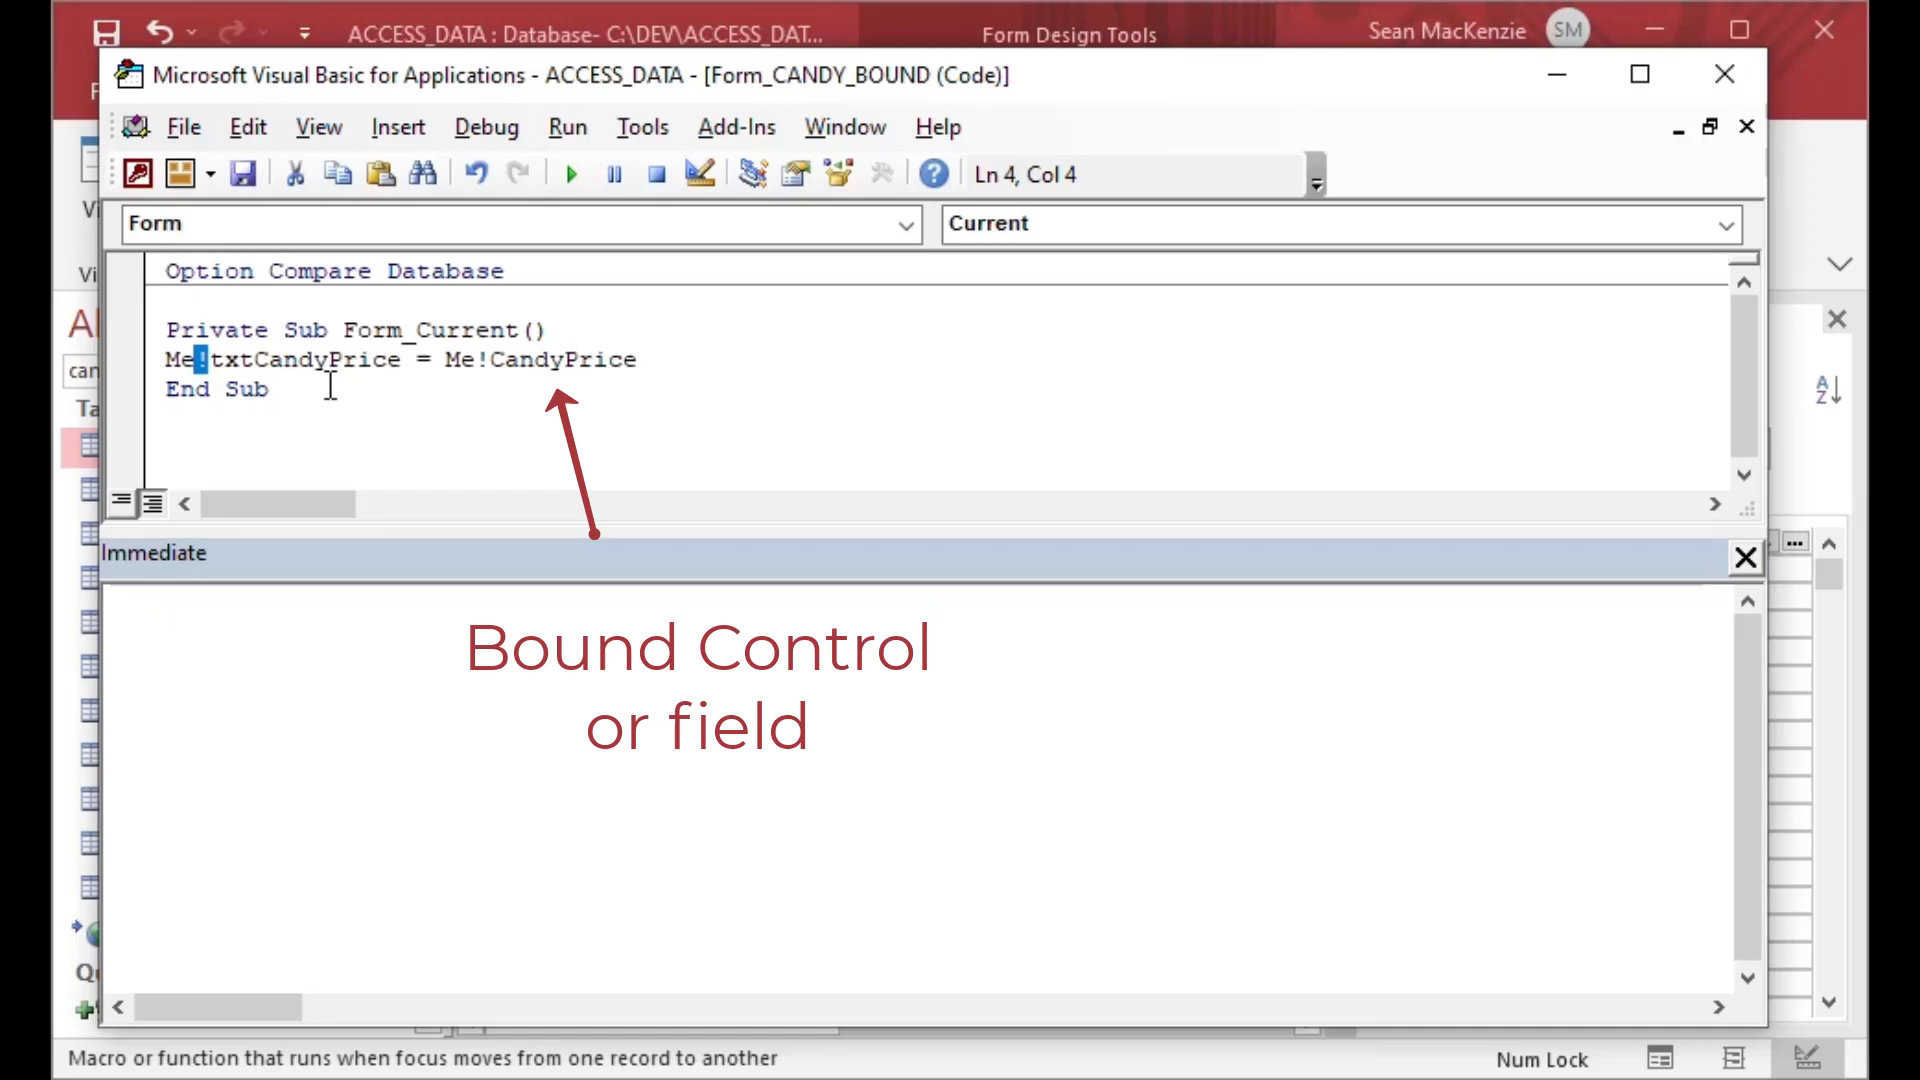 ACCESS_DATA : Database- C:\DEV\ACCESS_DAT...
Form Design Tools
Sean MacKenzie
SM
Microsoft Visual Basic for Applications - ACCESS_DATA - [Form_CANDY_BOUND (Code)]
File Edit View Insert Debug Run Tools Add-Ins Window Help
Ln 4, Col 4
Form
Current
Option Compare Database
Private Sub Form_Current()
Me!txtCandyPrice = Me!CandyPrice
End Sub
Immediate
Bound Control
or field
Macro or function that runs when focus moves from one record to another
Num Lock